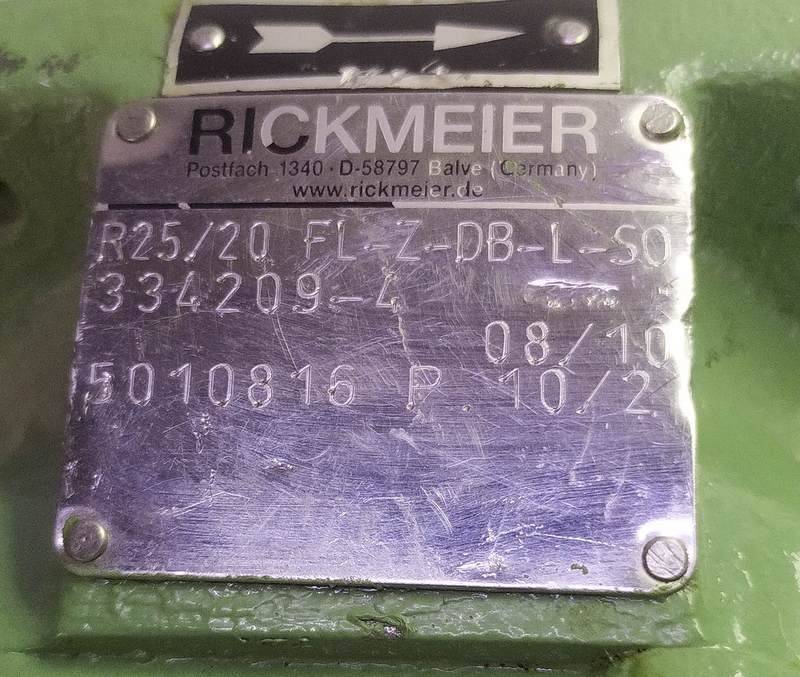 RICKMEIER
Postfach 1340 · D-58797 Balve (Germany)
www.rickmeier.de
R25/20 FL-Z-DB-L-SO
334209-4
08/10
5010816 P. 10/2